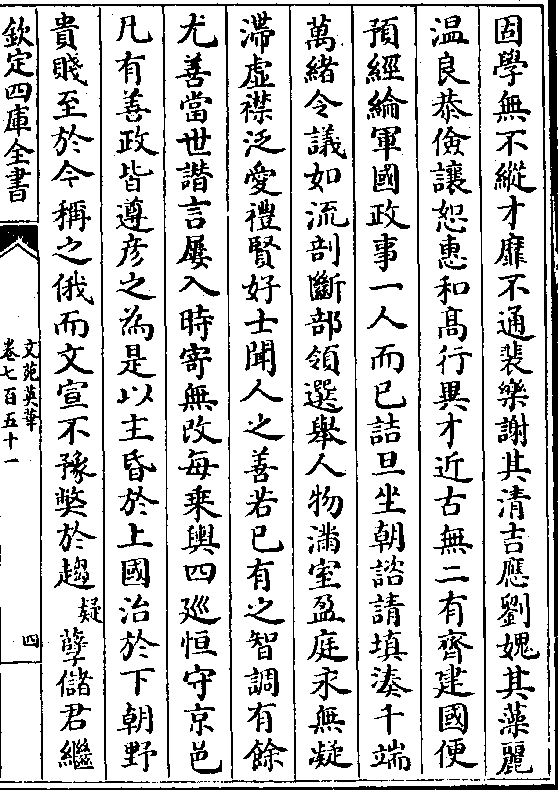 固學無不縱才靡不通裴樂謝其清吉應劉媿其藻麗
温良恭儉讓恕惠和髙行異才近古無二有齊建國便
預經綸軍國政事一人而已詰旦坐朝諮請填湊千端
萬緒令議如流剖斷部領選舉人物滿室盈庭永無凝
滯虚襟泛愛禮賢好士聞人之善若已有之智調有餘
尤善當世譛言屢入時寄無改每乘輿四廵恒守京邑
凡有善政皆遵彦之為是以主昏於上國治於下朝野
貴賤至於今稱之俄而文宣不豫獘於趨疑孽儲君繼
欽定四庫全書
文苑英華
卷七百五十一
四